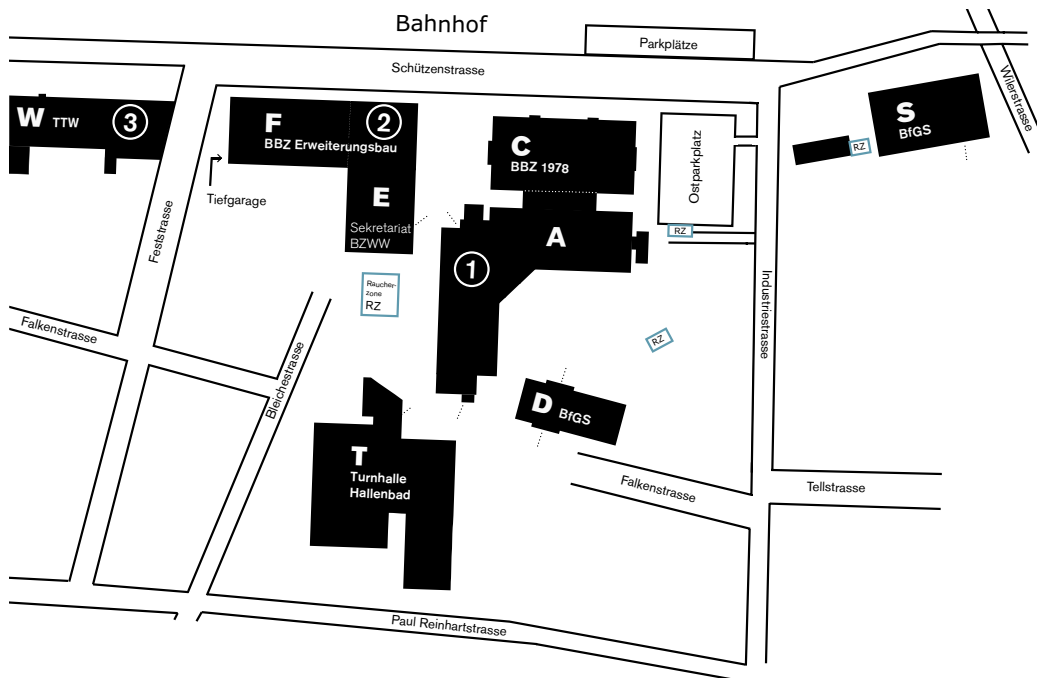 Bahnhof
Parkplätze
Schützenstrasse
Wilerstrasse
W TTW
3
F
BBZ Erweiterungsbau
2
E
Sekretariat
BZWW
Tiefgarage
C
BBZ 1978
Ostparkplatz
S
BfGS
RZ
RZ
A
1
Feststrasse
Raucher-
zone
RZ
Industriestrasse
RZ
Falkenstrasse
Bleichestrasse
D BfGS
T
Turnhalle
Hallenbad
Falkenstrasse
Tellstrasse
Paul Reinhartstrasse